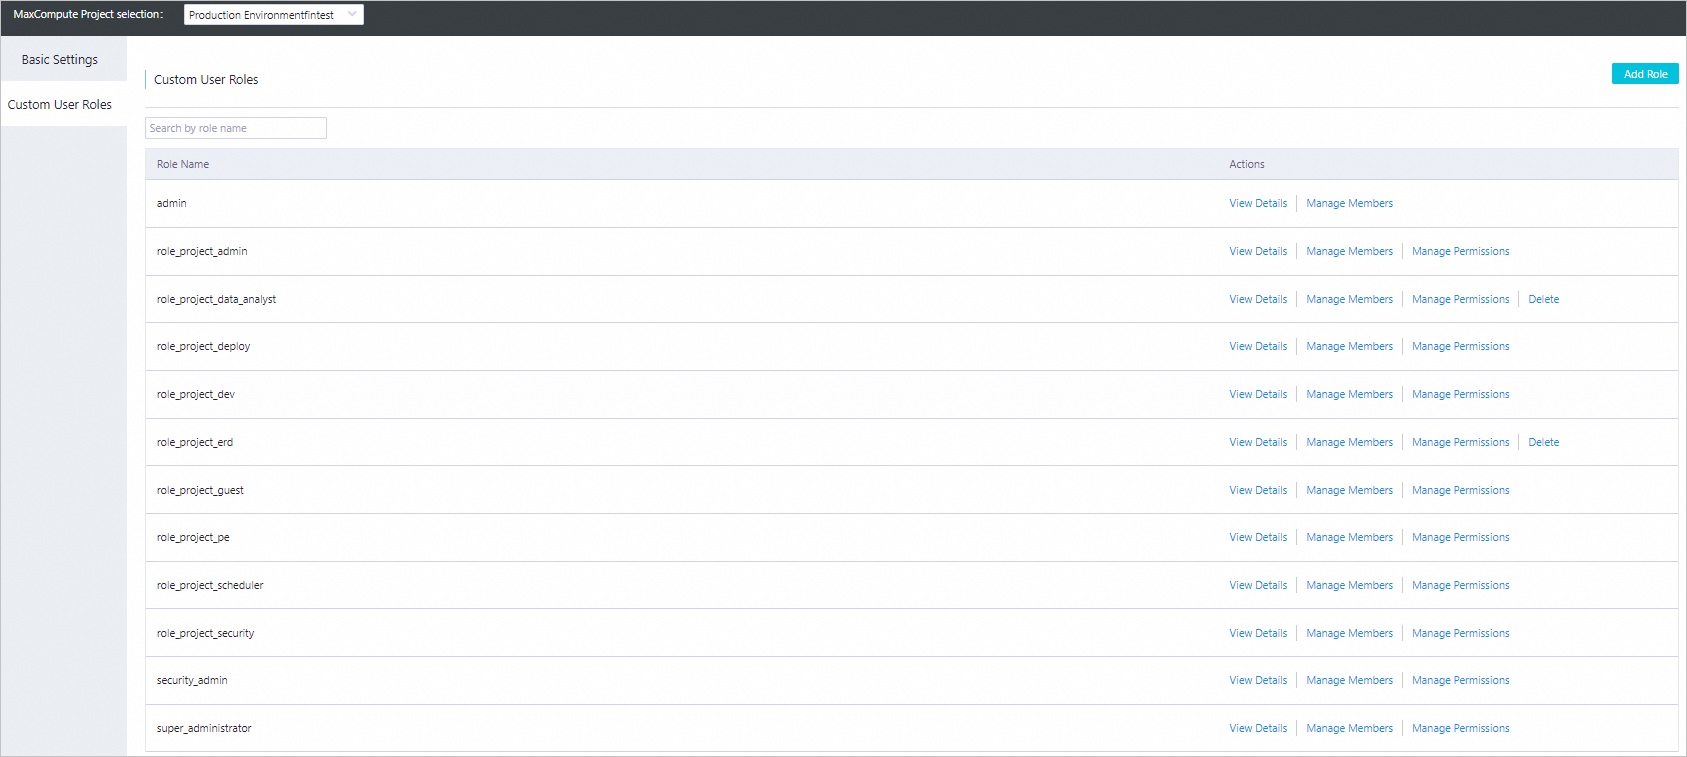 MaxCompute Project selection: Production Environmentfintest
Basic Settings
Custom User Roles
Custom User Roles
Add Role
Search by role name
Role Name Actions
admin View Details Manage Members
role_project_admin View Details Manage Members Manage Permissions
role_project_data_analyst View Details Manage Members Manage Permissions Delete
role_project_deploy View Details Manage Members Manage Permissions
role_project_dev View Details Manage Members Manage Permissions
role_project_erd View Details Manage Members Manage Permissions Delete
role_project_guest View Details Manage Members Manage Permissions
role_project_pe View Details Manage Members Manage Permissions
role_project_scheduler View Details Manage Members Manage Permissions
role_project_security View Details Manage Members Manage Permissions
security_admin View Details Manage Members Manage Permissions
super_administrator View Details Manage Members Manage Permissions